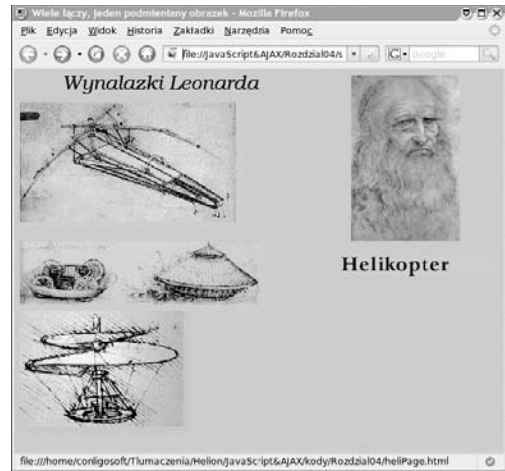 Wiele łączy, jeden podmieniany obrazek - Mozilla Firefox
Plik Edycja Widok Historia Zakładki Narzędzia Pomoc
file://JavaScript&AJAX/Rozdzial04/s Google
Wynalazki Leonarda
Helikopter
file:///home/conligosoft/Tłumaczenia/Helion/JavaScript&AJAX/kody/Rozdzial04/heliPage.html